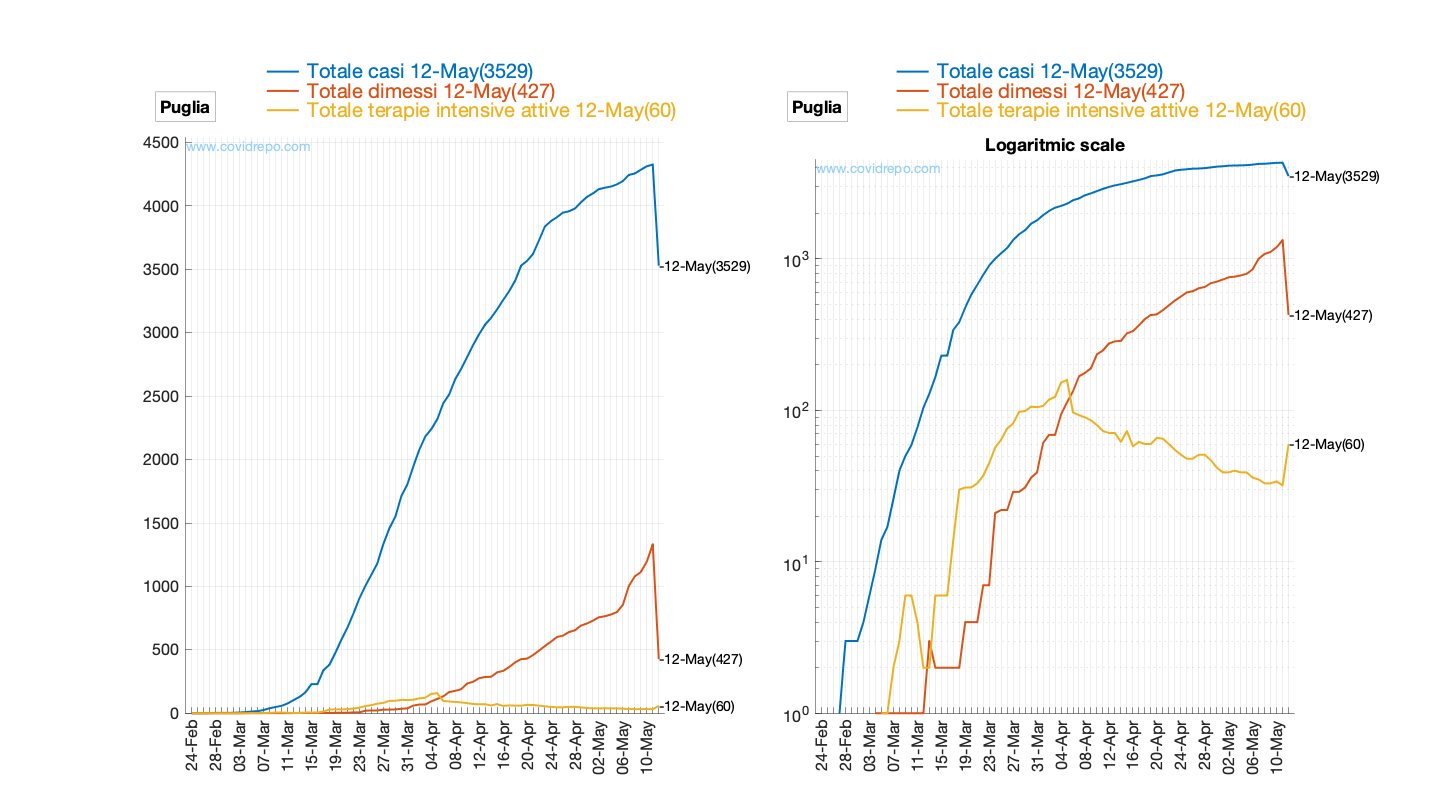 Totale casi 12-May(3529)
Totale dimessi 12-May(427)
Totale terapie intensive attive 12-May(60)
Puglia
www.covidrepo.com
4500
4000
3500
3000
2500
2000
1500
1000
500
0
-12-May(3529)
-12-May(427)
-12-May(60)
24-Feb
28-Feb
03-Mar
07-Mar
11-Mar
15-Mar
19-Mar
23-Mar
27-Mar
31-Mar
04-Apr
08-Apr
12-Apr
16-Apr
20-Apr
24-Apr
28-Apr
02-May
06-May
10-May
Totale casi 12-May(3529)
Totale dimessi 12-May(427)
Totale terapie intensive attive 12-May(60)
Puglia
Logaritmic scale
www.covidrepo.com
10³
10²
10¹
10⁰
-12-May(3529)
-12-May(427)
-12-May(60)
24-Feb
28-Feb
03-Mar
07-Mar
11-Mar
15-Mar
19-Mar
23-Mar
27-Mar
31-Mar
04-Apr
08-Apr
12-Apr
16-Apr
20-Apr
24-Apr
28-Apr
02-May
06-May
10-May